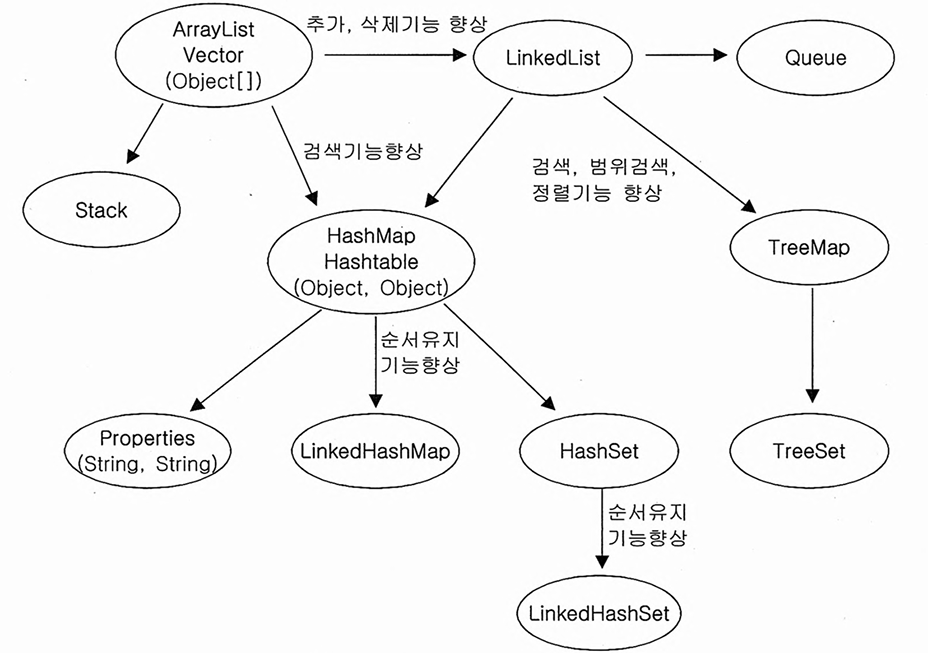 ArrayList
Vector
(Object[])
추가, 삭제기능 향상
LinkedList
Queue
검색기능향상
검색, 범위검색,
정렬기능 향상
Stack
HashMap
Hashtable
(Object, Object)
TreeMap
순서유지
기능향상
Properties
(String, String)
LinkedHashMap
HashSet
TreeSet
순서유지
기능향상
LinkedHashSet